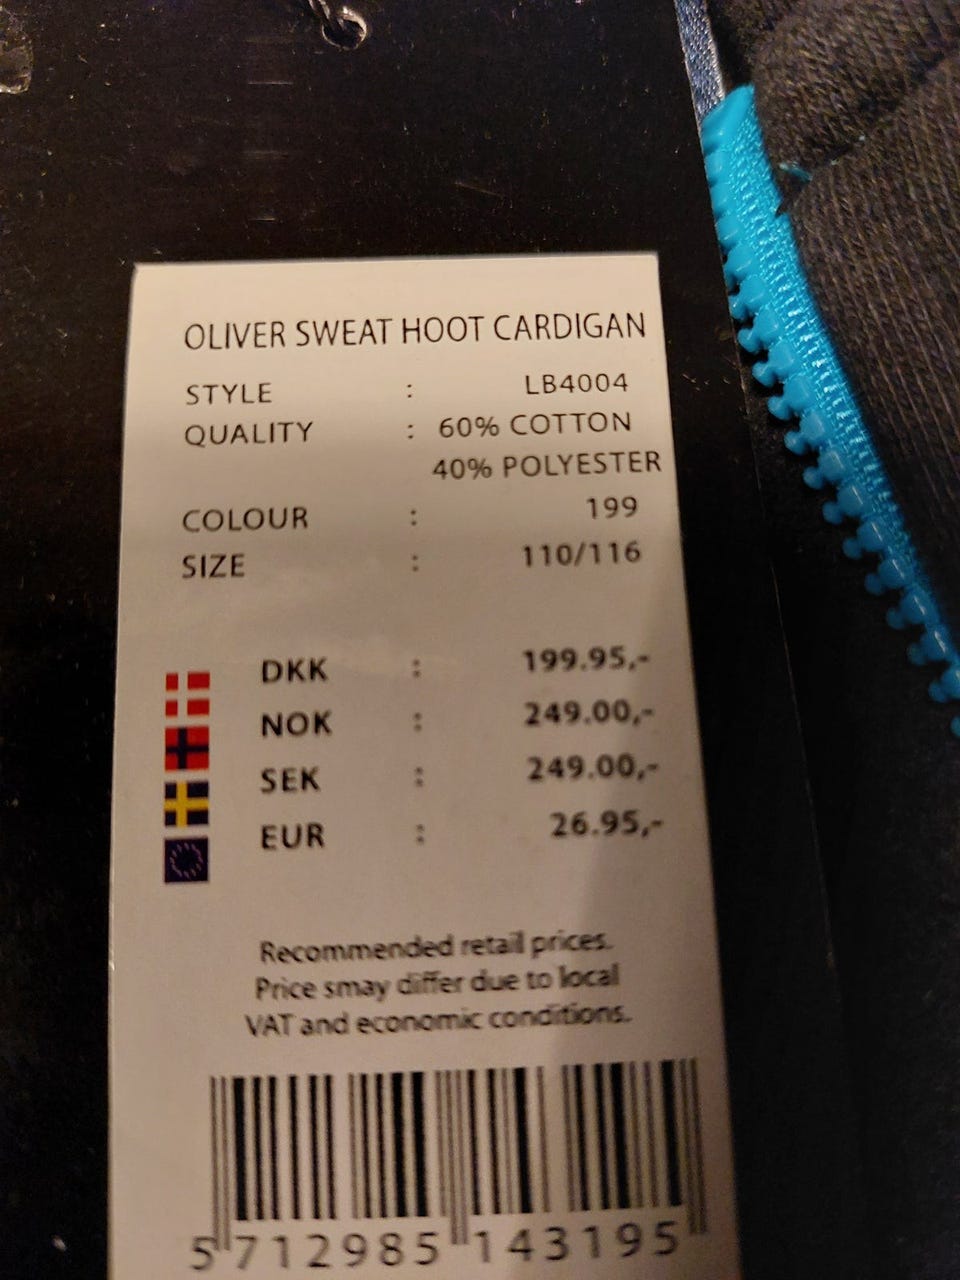 OLIVER SWEAT HOOT CARDIGAN
STYLE : LB4004
QUALITY : 60% COTTON
40% POLYESTER
COLOUR : 199
SIZE : 110/116
DKK : 199.95,-
NOK : 249.00,-
SEK : 249.00,-
EUR : 26.95,-
Recommended retail prices.
Price smay differ due to local
VAT and economic conditions.
5 712985 143195